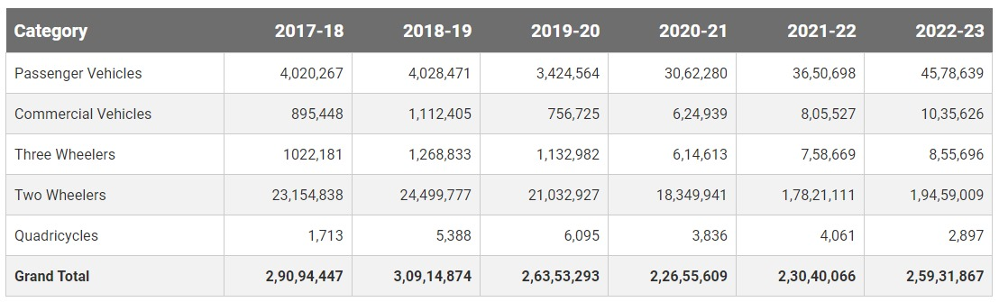 Category 2017-18 2018-19 2019-20 2020-21 2021-22 2022-23
Passenger Vehicles 4,020,267 4,028,471 3,424,564 30,62,280 36,50,698 45,78,639
Commercial Vehicles 895,448 1,112,405 756,725 6,24,939 8,05,527 10,35,626
Three Wheelers 1022,181 1,268,833 1,132,982 6,14,613 7,58,669 8,55,696
Two Wheelers 23,154,838 24,499,777 21,032,927 18,349,941 1,78,21,111 1,94,59,009
Quadricycles 1,713 5,388 6,095 3,836 4,061 2,897
Grand Total 2,90,94,447 3,09,14,874 2,63,53,293 2,26,55,609 2,30,40,066 2,59,31,867